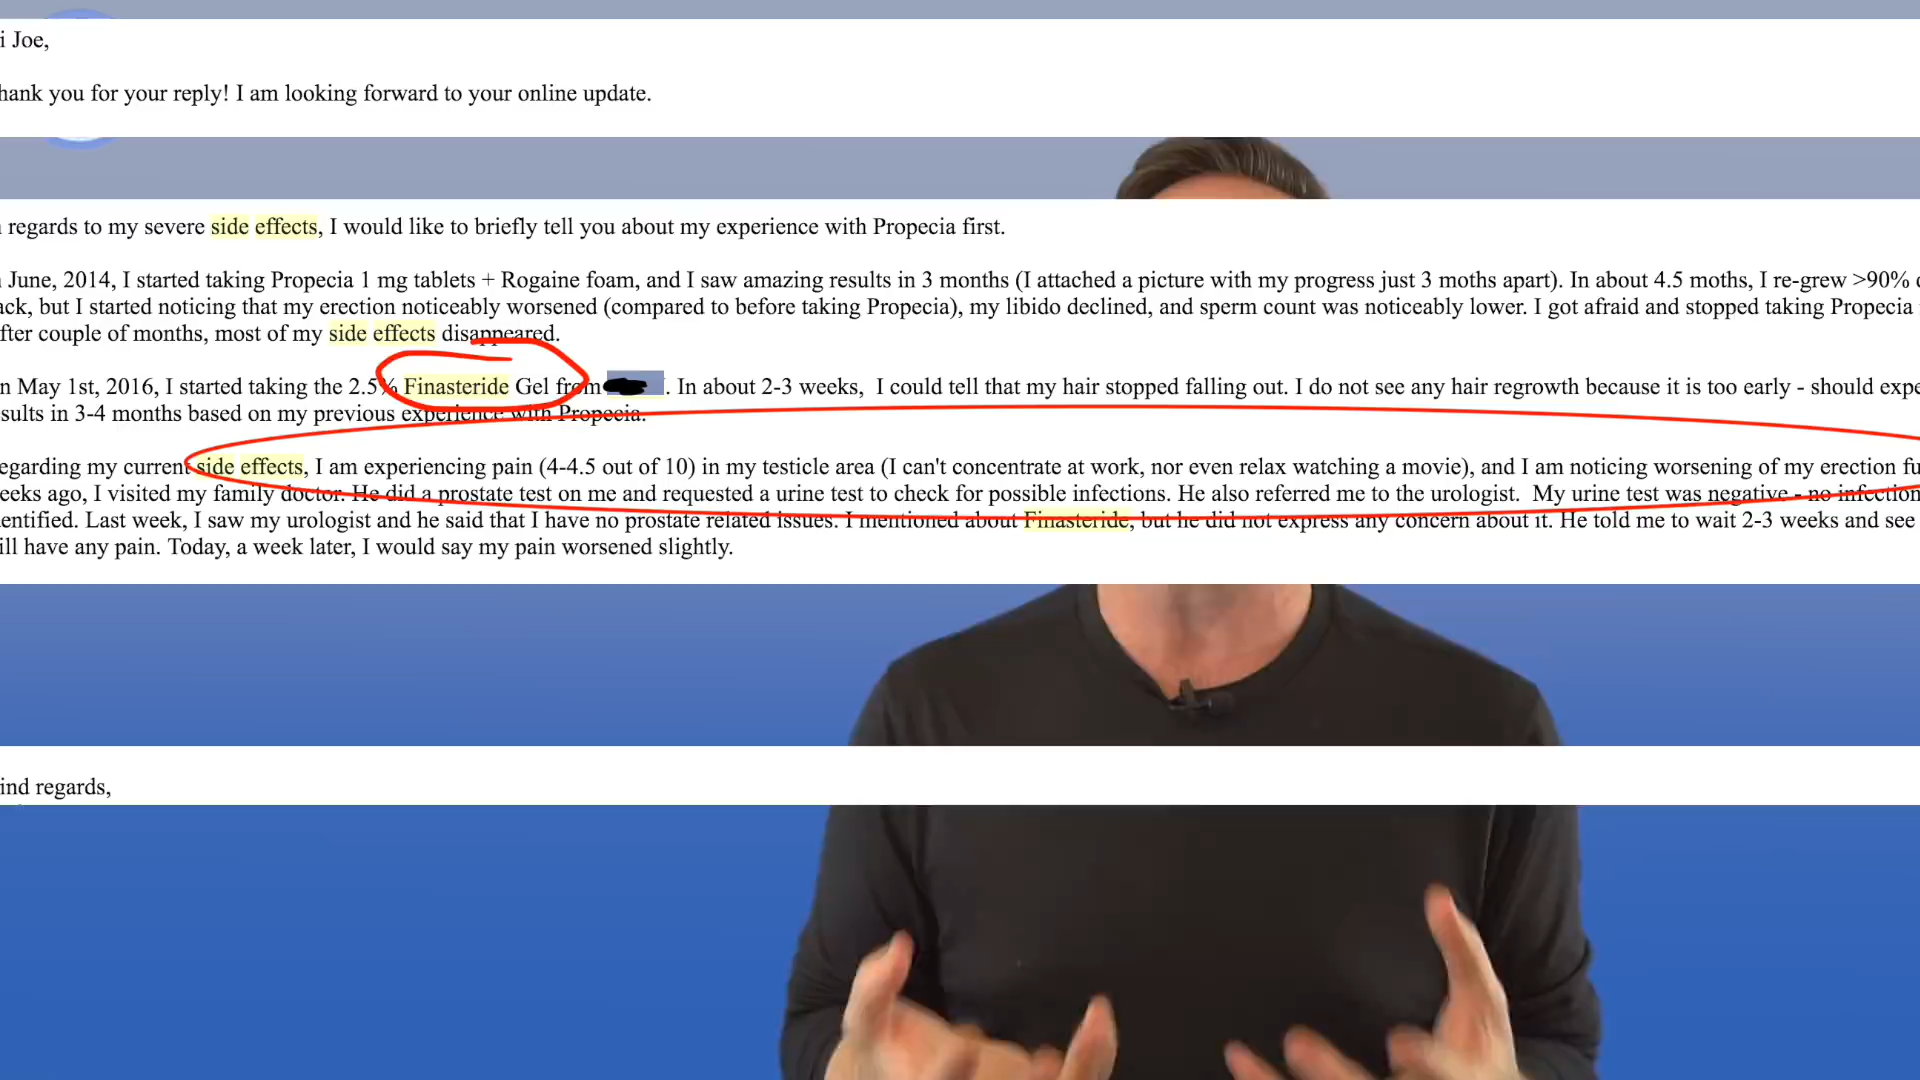 i Joe,
hank you for your reply! I am looking forward to your online update.
regards to my severe side effects, I would like to briefly tell you about my experience with Propecia first.
June, 2014, I started taking Propecia 1 mg tablets + Rogaine foam, and I saw amazing results in 3 months (I attached a picture with my progress just 3 moths apart). In about 4.5 moths, I re-grew >90%
ack, but I started noticing that my erection noticeably worsened (compared to before taking Propecia), my libido declined, and sperm count was noticeably lower. I got afraid and stopped taking Propecia
fter couple of months, most of my side effects disappeared.
n May 1st, 2016, I started taking the 2.5% Finasteride Gel from . In about 2-3 weeks, I could tell that my hair stopped falling out. I do not see any hair regrowth because it is too early - should expe
sults in 3-4 months based on my previous experience with Propecia.
egarding my current side effects, I am experiencing pain (4-4.5 out of 10) in my testicle area (I can't concentrate at work, nor even relax watching a movie), and I am noticing worsening of my erection fu
eeks ago, I visited my family doctor. He did a prostate test on me and requested a urine test to check for possible infections. He also referred me to the urologist. My urine test was negative - no infection
entified. Last week, I saw my urologist and he said that I have no prostate related issues. I mentioned about Finasteride, but he did not express any concern about it. He told me to wait 2-3 weeks and see
ill have any pain. Today, a week later, I would say my pain worsened slightly.
ind regards,